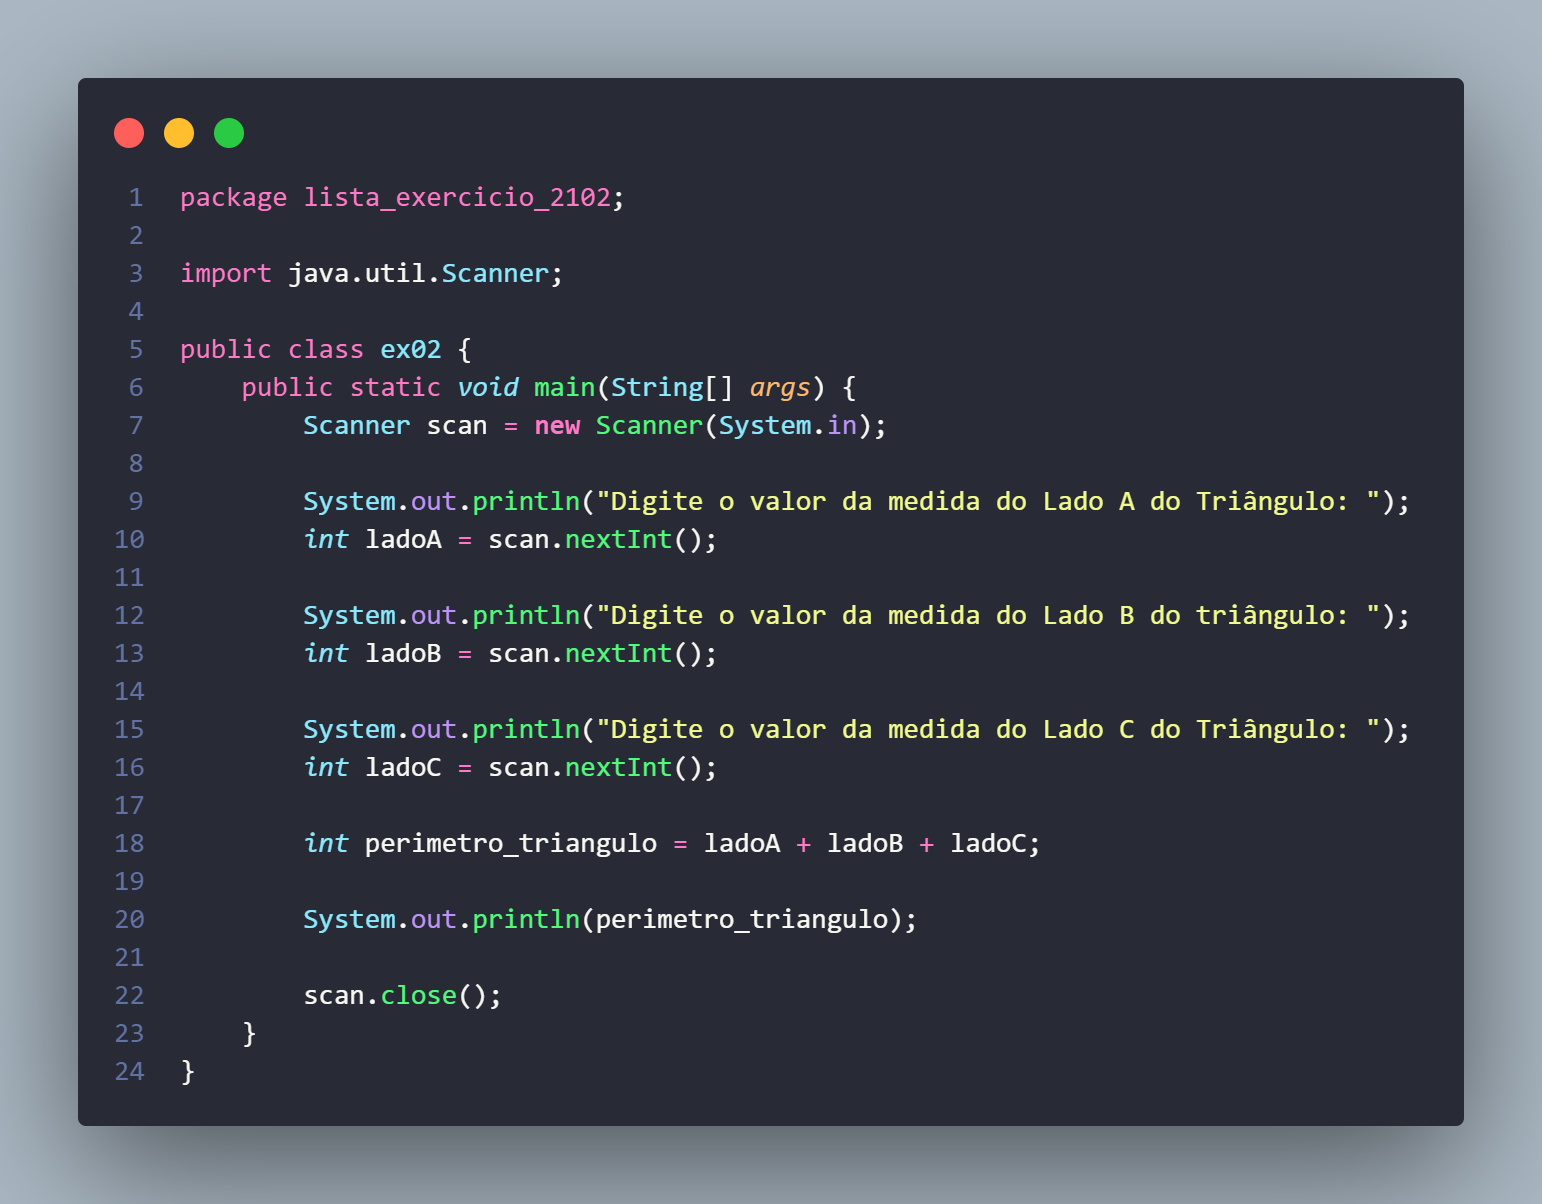 1 package lista_exercicio_2102;
2
3 import java.util.Scanner;
4
5 public class ex02 {
6     public static void main(String[] args) {
7         Scanner scan = new Scanner(System.in);
8
9         System.out.println("Digite o valor da medida do Lado A do Triângulo: ");
10         int ladoA = scan.nextInt();
11
12         System.out.println("Digite o valor da medida do Lado B do triângulo: ");
13         int ladoB = scan.nextInt();
14
15         System.out.println("Digite o valor da medida do Lado C do Triângulo: ");
16         int ladoC = scan.nextInt();
17
18         int perimetro_triangulo = ladoA + ladoB + ladoC;
19
20         System.out.println(perimetro_triangulo);
21
22         scan.close();
23     }
24 }